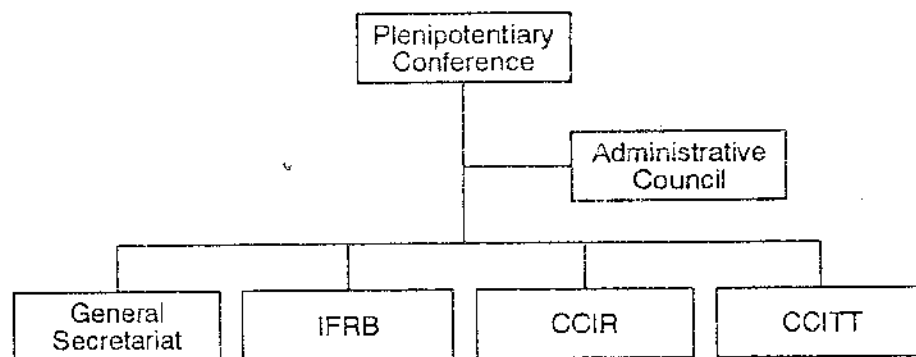 Plenipotentiary
Conference
Administrative
Council
General
Secretariat
IFRB
CCIR
CCITT